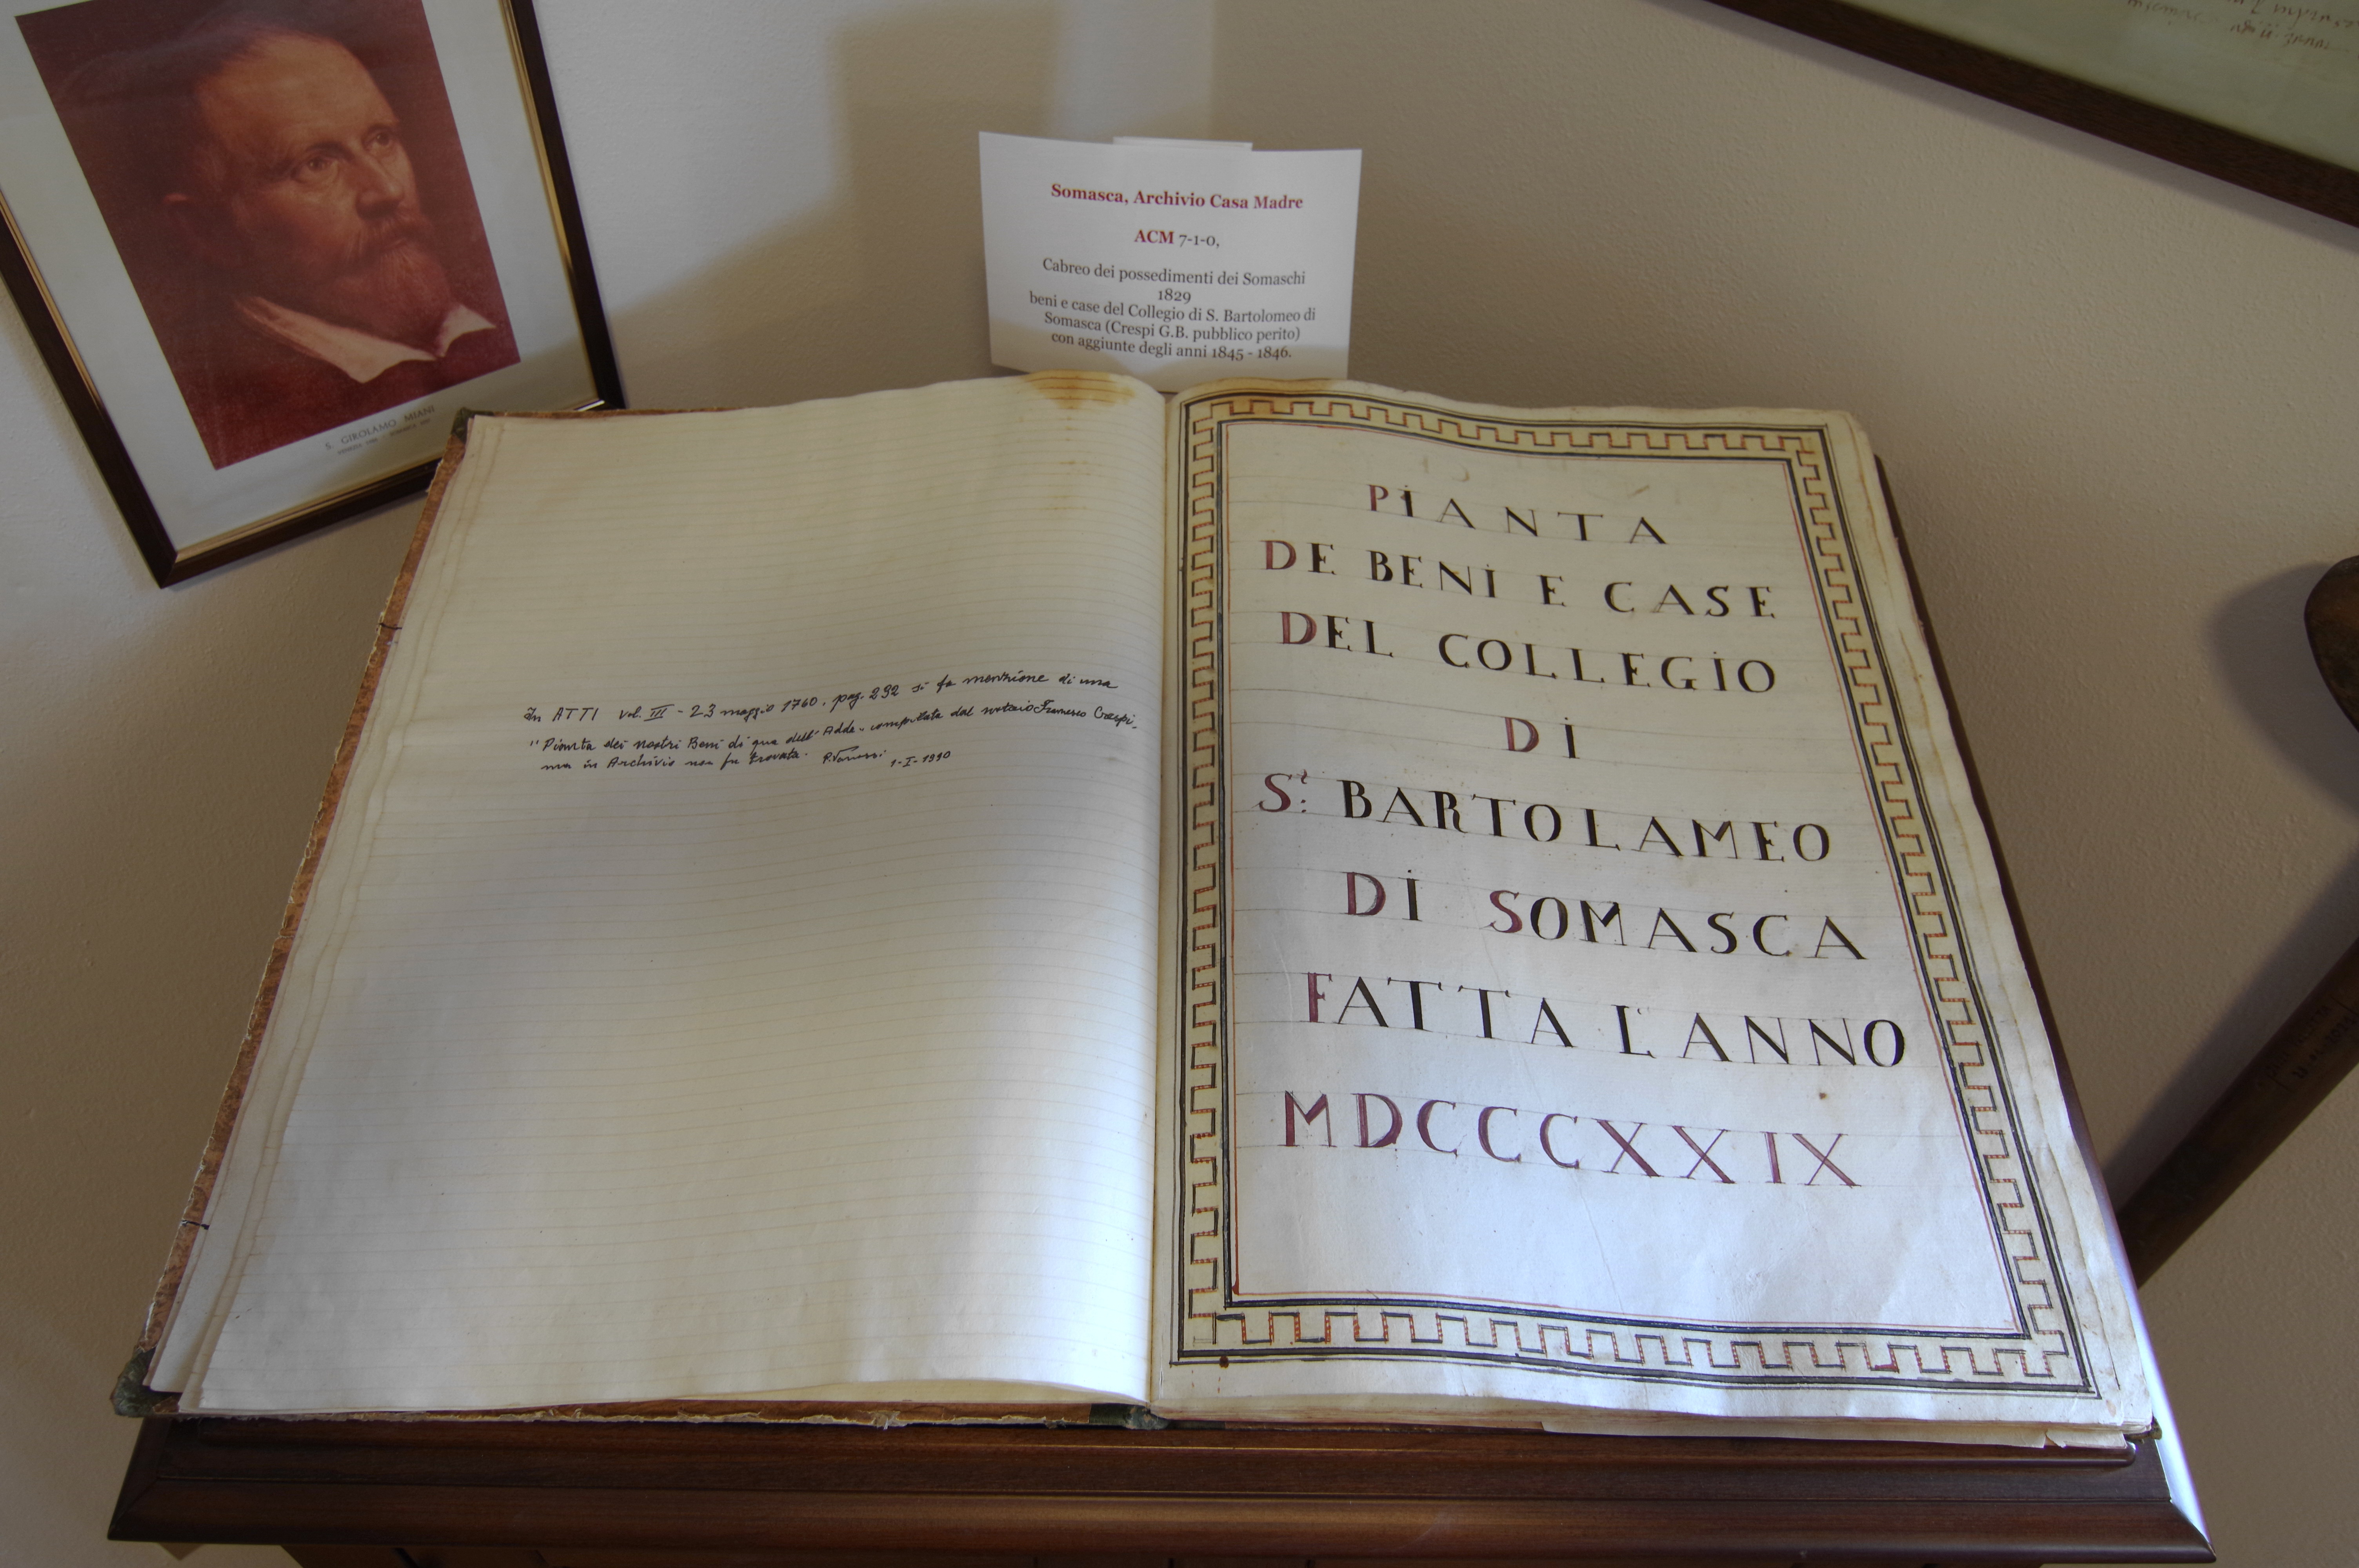 S. GIROLAMO MIANI
Somasca, Archivio Casa Madre
ACM 7-1-0,
Cabreo dei possedimenti dei Somaschi
1829
beni e case del Collegio di S. Bartolomeo di
Somasca (Crespi G.B. pubblico perito)
con aggiunte degli anni 1845 - 1846.
In ATTI vol. III - 23 maggio 1760, pag. 292 si fa menzione di una
"Pianta dei nostri Beni di qua dell'Adda" compilata dal notaio Francesco Crespi,
ma in Archivio non fu trovata. 1-I-1990
PIANTA
DE BENI E CASE
DEL COLLEGIO
DI
S: BARTOLAMEO
DI SOMASCA
FATTA L'ANNO
MDCCCXXIX